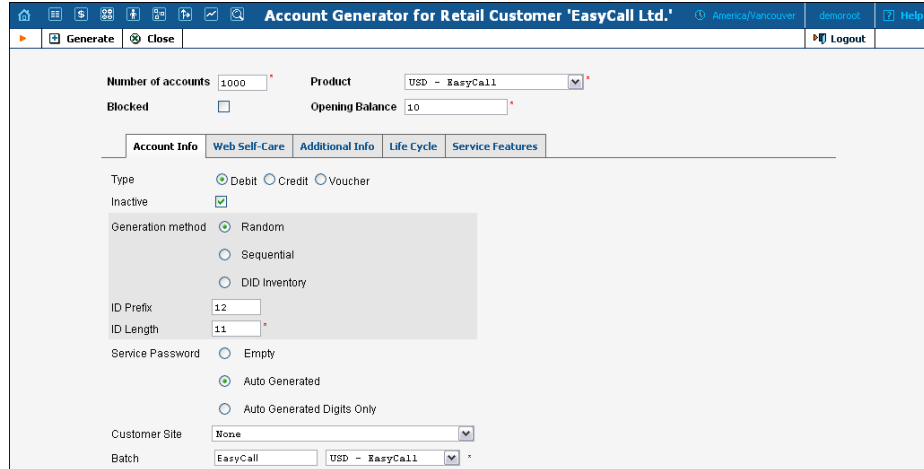 Account Generator for Retail Customer 'EasyCall Ltd.' America/Vancouver demoroot ? Help
Generate Close Logout
Number of accounts 1000 * Product USD - EasyCall *
Blocked Opening Balance 10 *
Account Info Web Self-Care Additional Info Life Cycle Service Features
Type Debit Credit Voucher
Inactive
Generation method Random
Sequential
DID Inventory
ID Prefix 12
ID Length 11 *
Service Password Empty
Auto Generated
Auto Generated Digits Only
Customer Site None
Batch EasyCall USD - EasyCall *